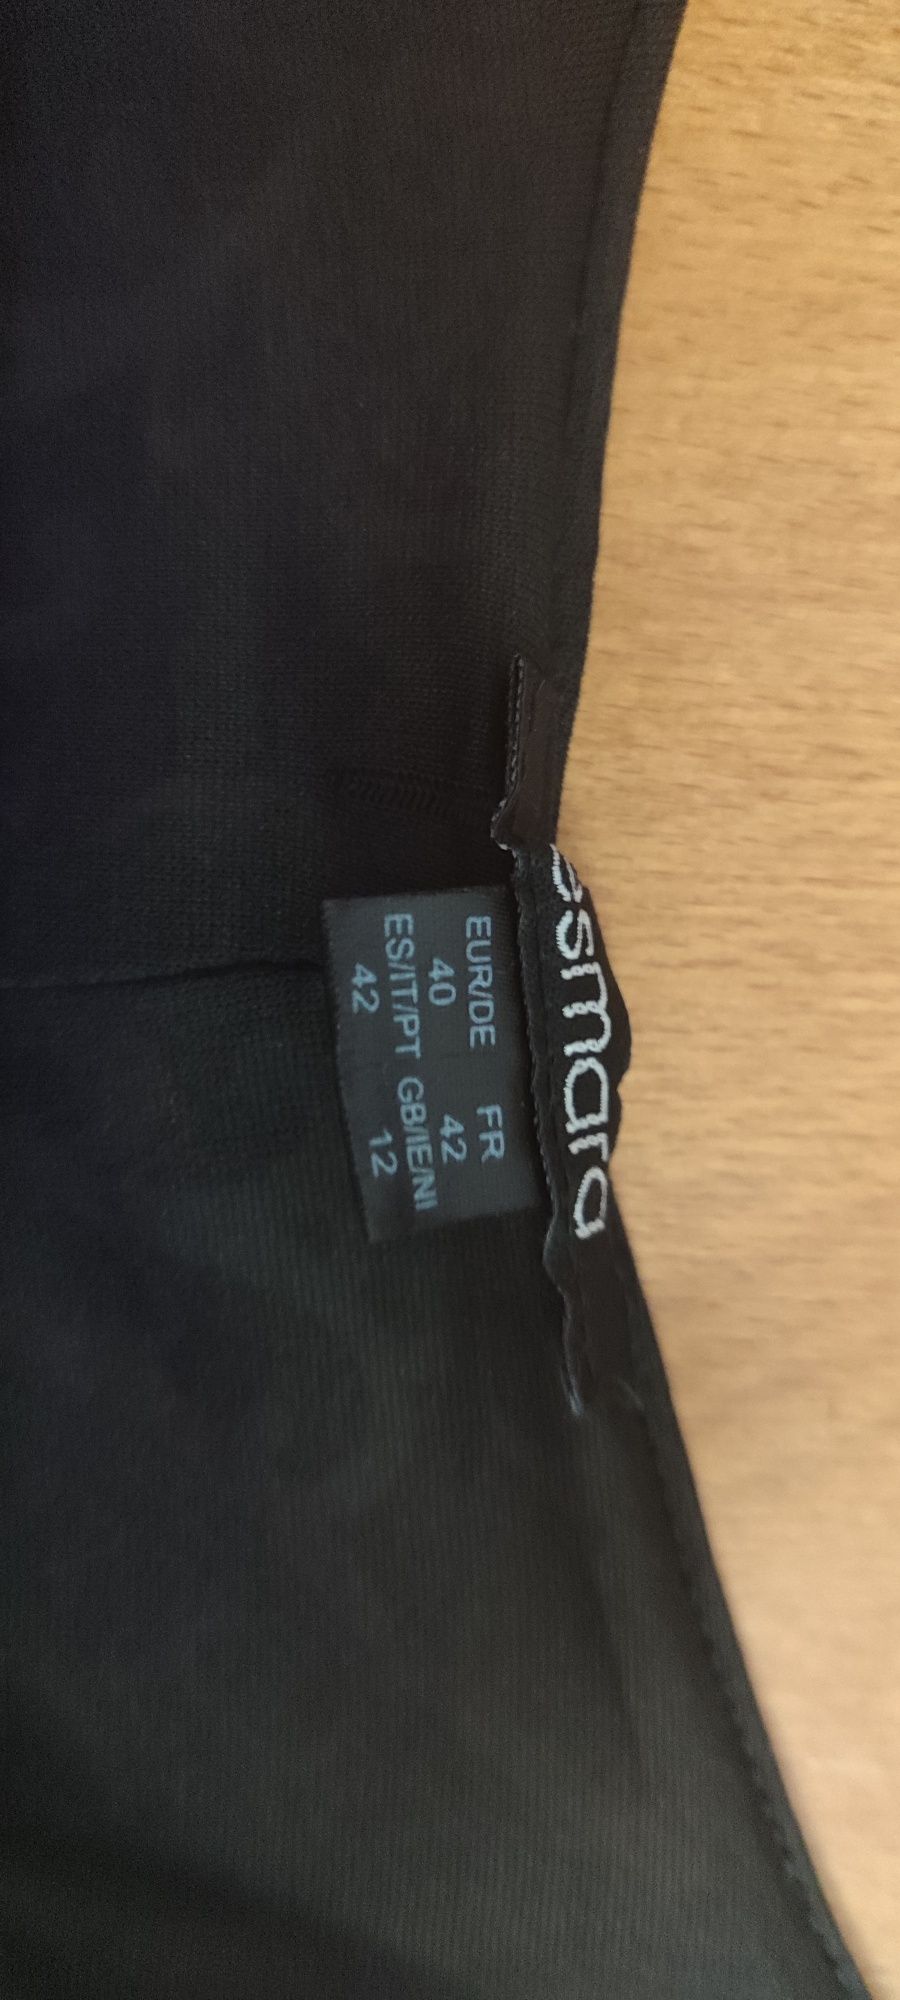 esmara
EUR/DE FR
40 42
ES/IT/PT GB/IE/NI
42 12